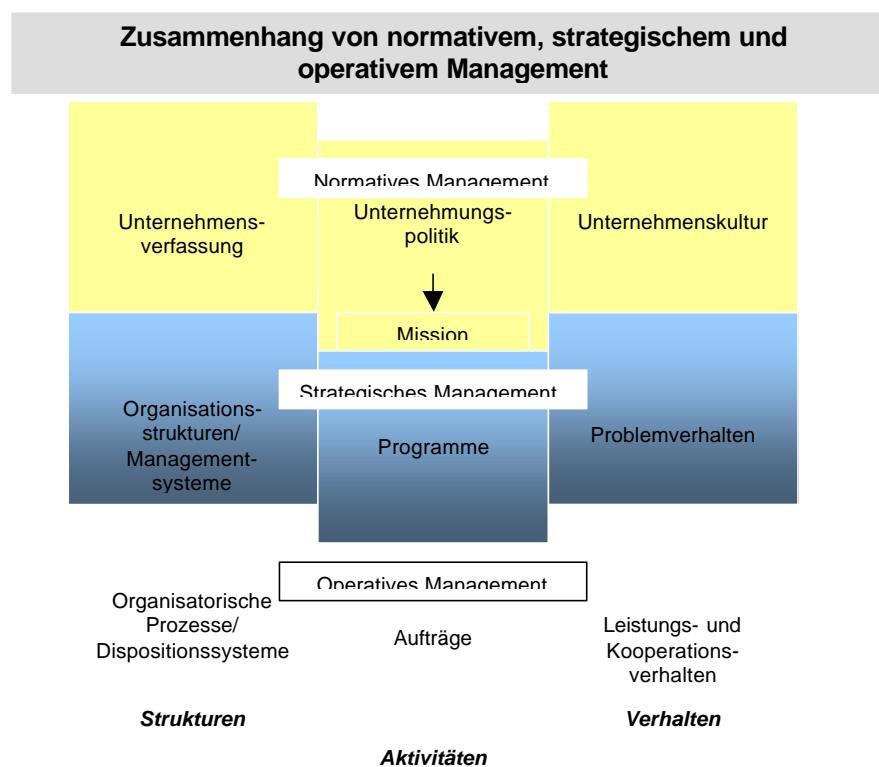 Zusammenhang von normativem, strategischem und
operativem Management
Normatives Management
Unternehmens-
verfassung
Unternehmungs-
politik
Unternehmenskultur
Mission
Strategisches Management
Organisations-
strukturen/
Management-
systeme
Programme
Problemverhalten
Operatives Management
Organisatorische
Prozesse/
Dispositionssysteme
Aufträge
Leistungs- und
Kooperations-
verhalten
Strukturen
Verhalten
Aktivitäten